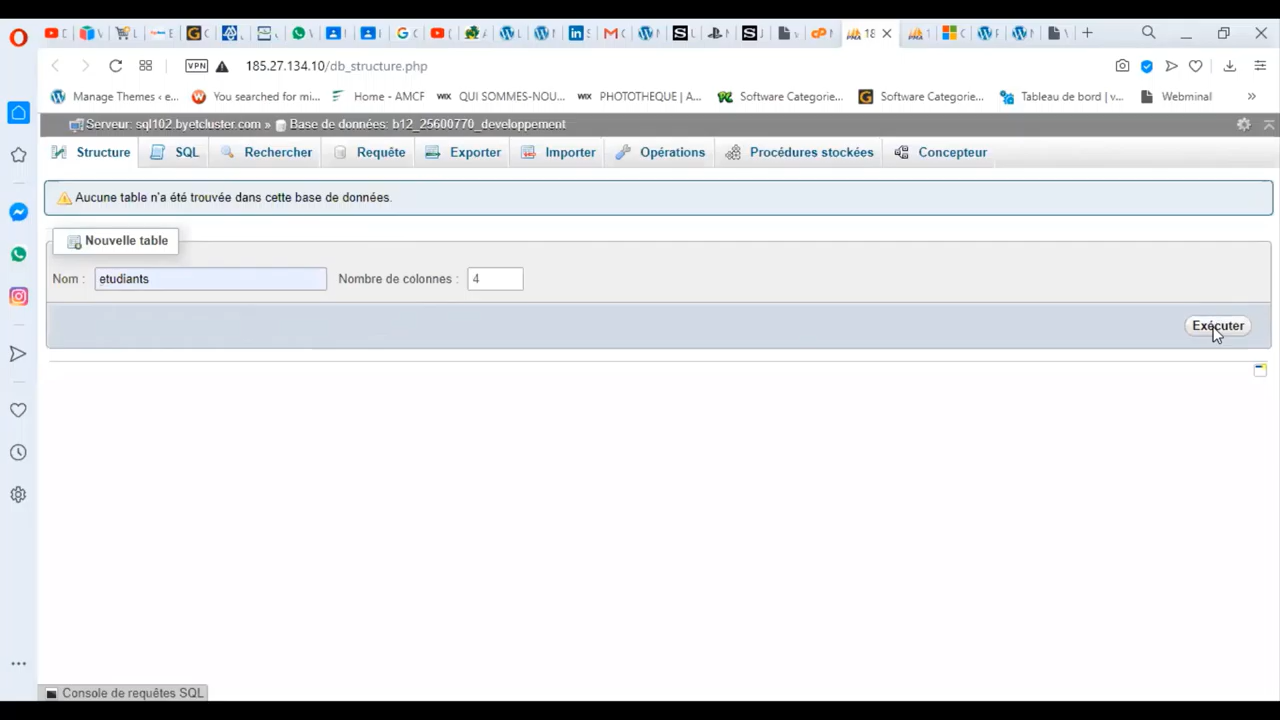 VPN 185.27.134.10/db_structure.php
Manage Themes ‹ e... You searched for mi... Home - AMCF WIX QUI SOMMES-NOU... WIX PHOTOTHEQUE | A... Software Categorie... Software Categorie... Tableau de bord | v... Webminal »
Serveur: sql102.byetcluster.com » Base de données: b12_25600770_developpement
Structure SQL Rechercher Requête Exporter Importer Opérations Procédures stockées Concepteur
Aucune table n'a été trouvée dans cette base de données.
Nouvelle table
Nom : etudiants Nombre de colonnes : 4
Exécuter
Console de requêtes SQL